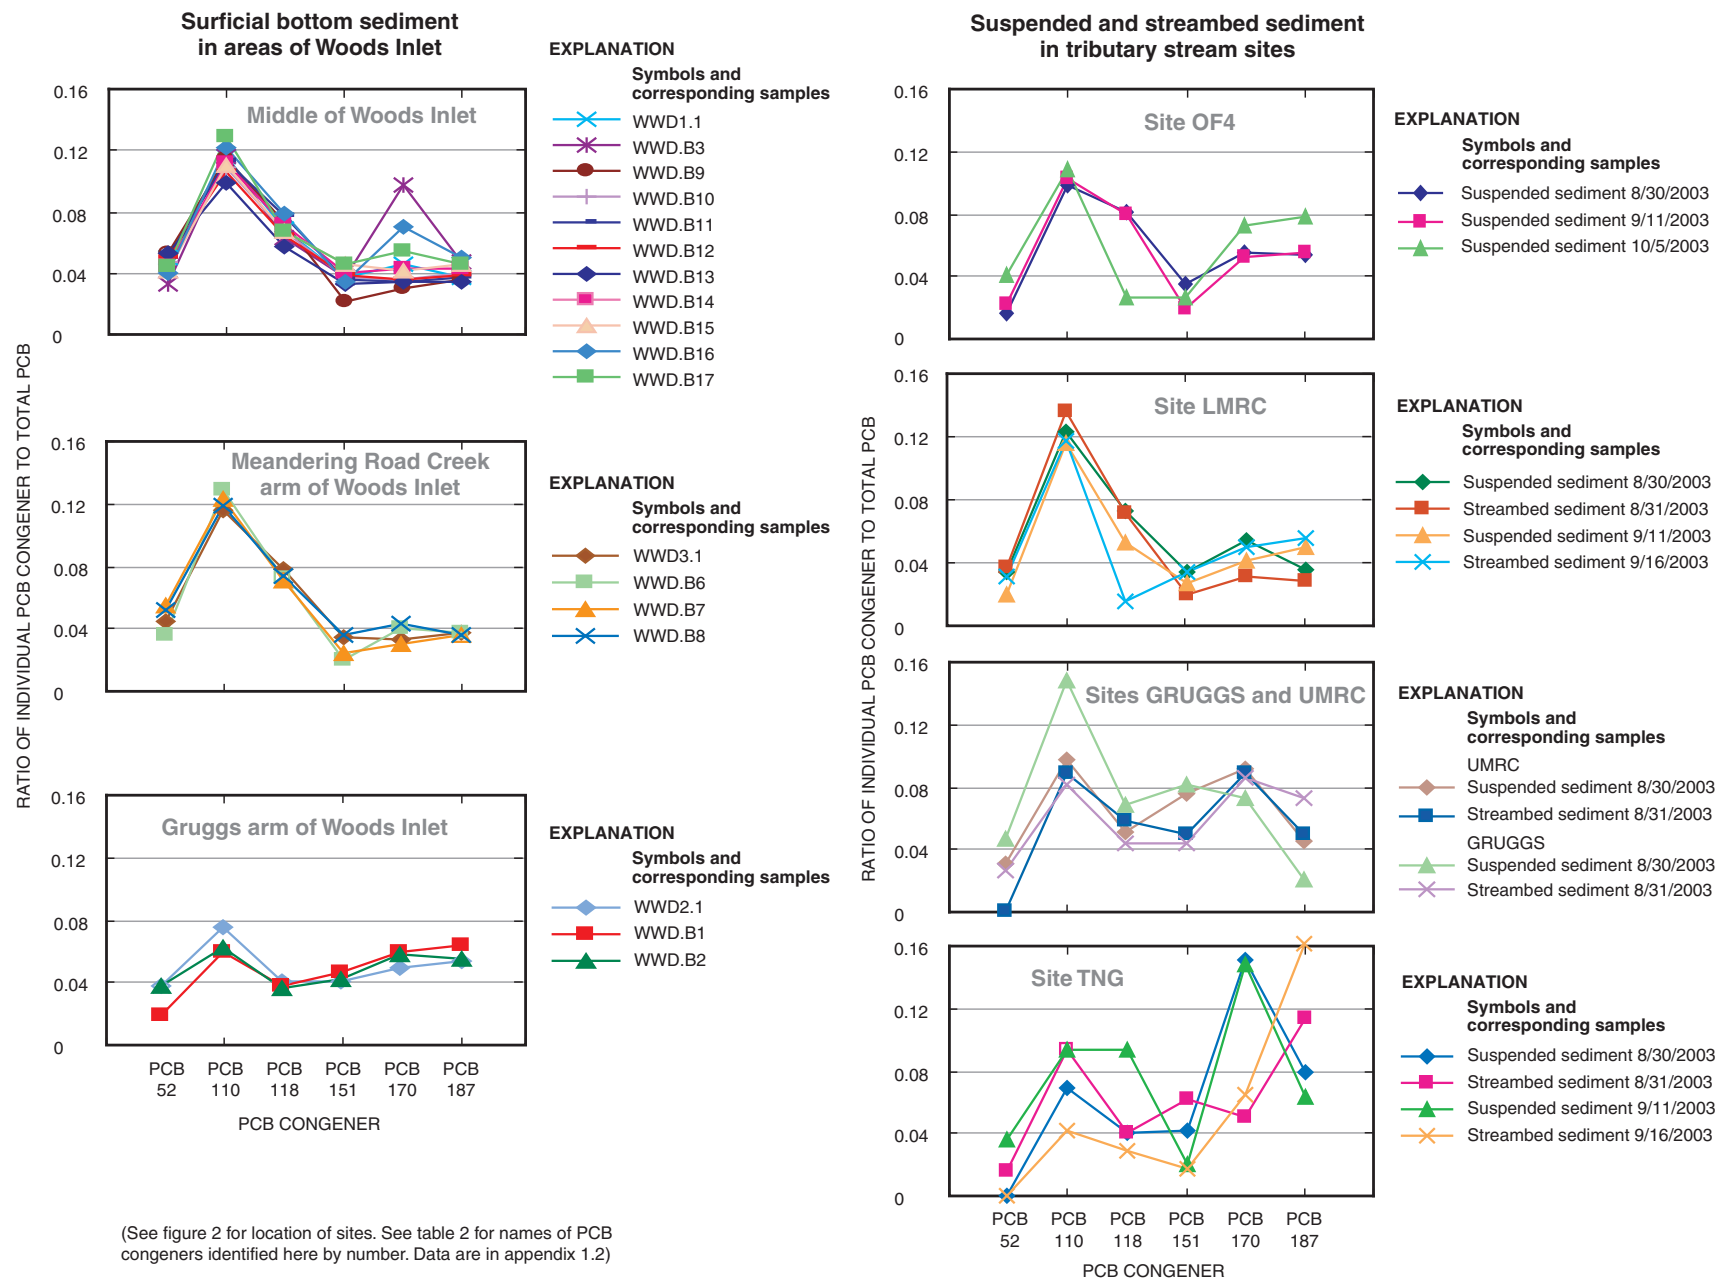 Surficial bottom sediment
in areas of Woods Inlet
RATIO OF INDIVIDUAL PCB CONGENER TO TOTAL PCB
0.16
0.12
0.08
0.04
0
Middle of Woods Inlet
EXPLANATION
Symbols and
corresponding samples
WWD1.1
WWD.B3
WWD.B9
WWD.B10
WWD.B11
WWD.B12
WWD.B13
WWD.B14
WWD.B15
WWD.B16
WWD.B17
0.16
0.12
0.08
0.04
0
Meandering Road Creek
arm of Woods Inlet
EXPLANATION
Symbols and
corresponding samples
WWD3.1
WWD.B6
WWD.B7
WWD.B8
0.16
0.12
0.08
0.04
0
Gruggs arm of Woods Inlet
EXPLANATION
Symbols and
corresponding samples
WWD2.1
WWD.B1
WWD.B2
PCB PCB PCB PCB PCB PCB
52 110 118 151 170 187
PCB CONGENER
(See figure 2 for location of sites. See table 2 for names of PCB
congeners identified here by number. Data are in appendix 1.2)
Suspended and streambed sediment
in tributary stream sites
RATIO OF INDIVIDUAL PCB CONGENER TO TOTAL PCB
0.16
0.12
0.08
0.04
0
Site OF4
EXPLANATION
Symbols and
corresponding samples
Suspended sediment 8/30/2003
Suspended sediment 9/11/2003
Suspended sediment 10/5/2003
0.16
0.12
0.08
0.04
0
Site LMRC
EXPLANATION
Symbols and
corresponding samples
Suspended sediment 8/30/2003
Streambed sediment 8/31/2003
Suspended sediment 9/11/2003
Streambed sediment 9/16/2003
0.16
0.12
0.08
0.04
0
Sites GRUGGS and UMRC
EXPLANATION
Symbols and
corresponding samples
UMRC
Suspended sediment 8/30/2003
Streambed sediment 8/31/2003
GRUGGS
Suspended sediment 8/30/2003
Streambed sediment 8/31/2003
0.16
0.12
0.08
0.04
0
Site TNG
EXPLANATION
Symbols and
corresponding samples
Suspended sediment 8/30/2003
Streambed sediment 8/31/2003
Suspended sediment 9/11/2003
Streambed sediment 9/16/2003
PCB PCB PCB PCB PCB PCB
52 110 118 151 170 187
PCB CONGENER